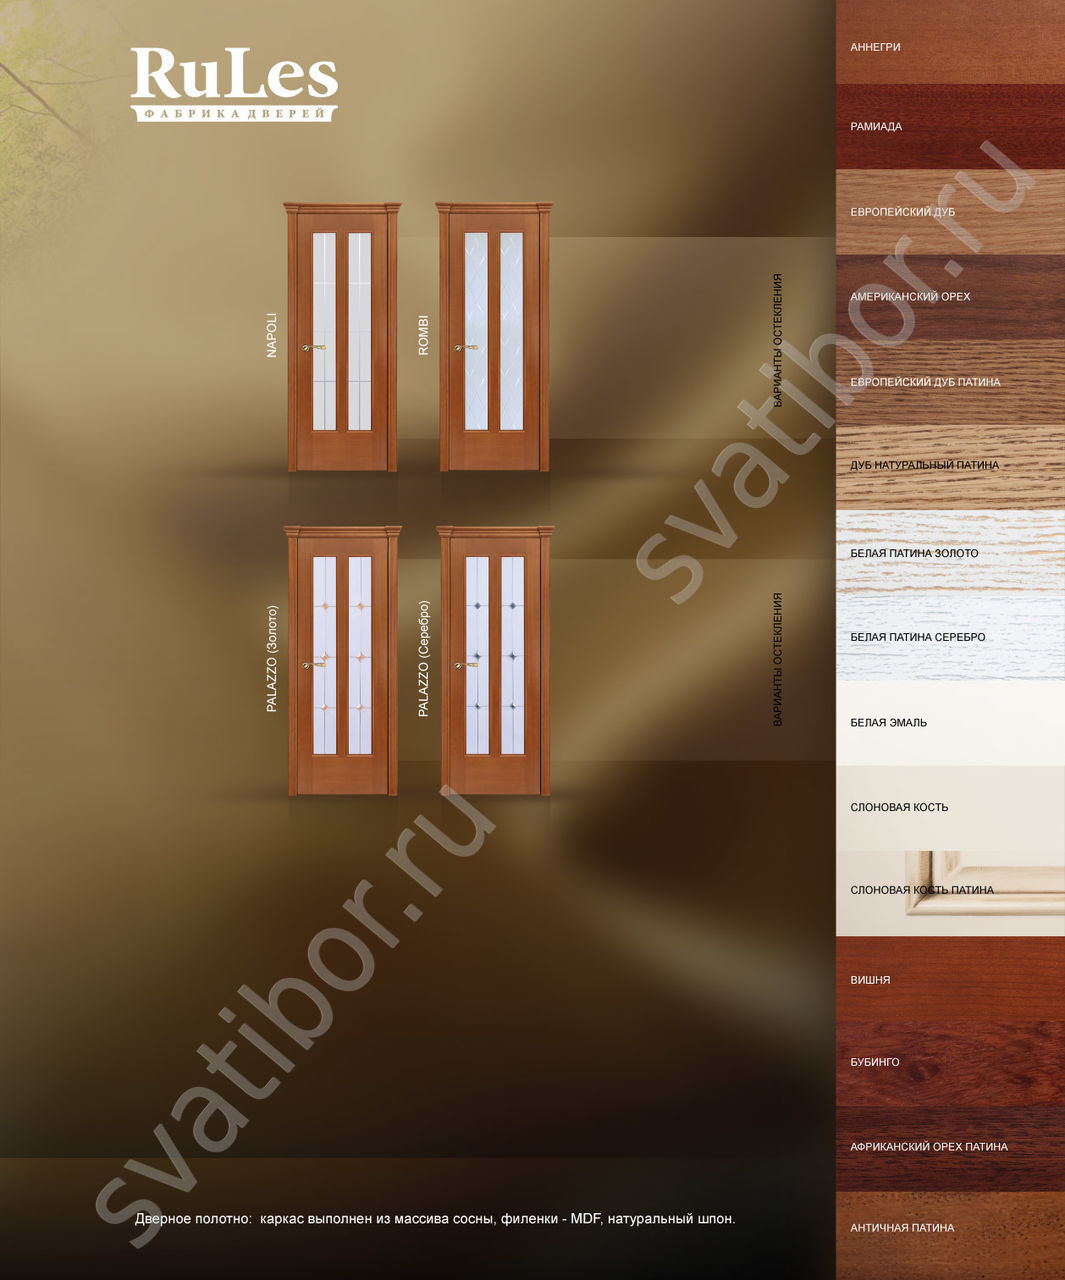 RuLes
ФАБРИКА ДВЕРЕЙ
NAPOLI
ROMBI
ВАРИАНТЫ ОСТЕКЛЕНИЯ
PALAZZO (Золото)
PALAZZO (Серебро)
ВАРИАНТЫ ОСТЕКЛЕНИЯ
АННЕГРИ
РАМИАДА
ЕВРОПЕЙСКИЙ ДУБ
АМЕРИКАНСКИЙ ОРЕХ
ЕВРОПЕЙСКИЙ ДУБ ПАТИНА
ДУБ НАТУРАЛЬНЫЙ ПАТИНА
БЕЛАЯ ПАТИНА ЗОЛОТО
БЕЛАЯ ПАТИНА СЕРЕБРО
БЕЛАЯ ЭМАЛЬ
СЛОНОВАЯ КОСТЬ
СЛОНОВАЯ КОСТЬ ПАТИНА
ВИШНЯ
БУБИНГО
АФРИКАНСКИЙ ОРЕХ ПАТИНА
АНТИЧНАЯ ПАТИНА
Дверное полотно: каркас выполнен из массива сосны, филенки - MDF, натуральный шпон.
svatibor.ru
svatibor.ru